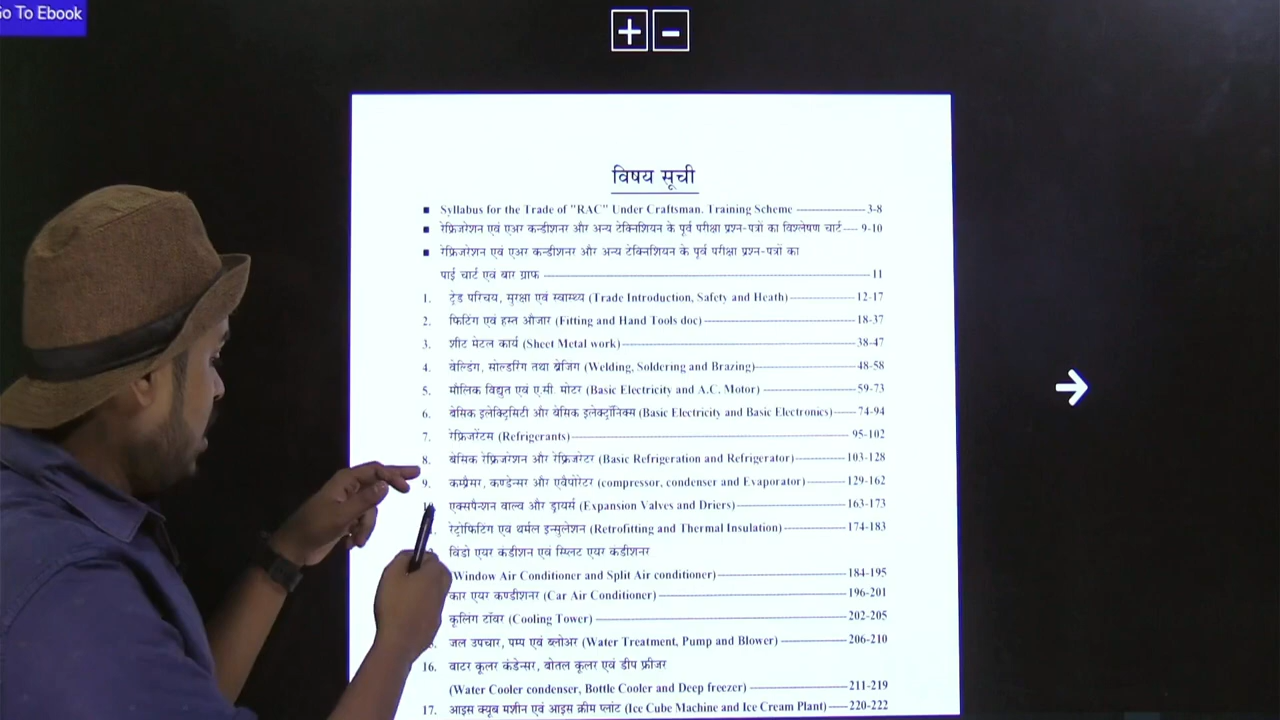 Go To Ebook
+ -
विषय सूची
■ Syllabus for the Trade of "RAC" Under Craftsman. Training Scheme 3-8
■ रेफ्रिजरेशन एवं एअर कन्डीशनर और अन्य टेक्निशियन के पूर्व परीक्षा प्रश्न-पत्रों का विश्लेषण चार्ट 9-10
■ रेफ्रिजरेशन एवं एअर कन्डीशनर और अन्य टेक्निशियन के पूर्व परीक्षा प्रश्न-पत्रों का
पाई चार्ट एवं बार ग्राफ 11
1. ट्रेड परिचय, सुरक्षा एवं स्वास्थ्य (Trade Introduction, Safety and Heath) 12-17
2. फिटिंग एवं हस्त औजार (Fitting and Hand Tools doc) 18-37
3. शीट मेटल कार्य (Sheet Metal work) 38-47
4. वेल्डिंग, सोल्डरिंग तथा ब्रेजिंग (Welding, Soldering and Brazing) 48-58
5. मौलिक विद्युत एवं ए.सी. मोटर (Basic Electricity and A.C. Motor) 59-73
6. बेसिक इलेक्ट्रिसिटी और बेसिक इलेक्ट्रॉनिक्स (Basic Electricity and Basic Electronics) 74-94
7. रेफ्रिजरेंटस (Refrigerants) 95-102
8. बेसिक रेफ्रिजरेशन और रेफ्रिजरेटर (Basic Refrigeration and Refrigerator) 103-128
9. कम्प्रैसर, कण्डेन्सर और एवैपोरेटर (compressor, condenser and Evaporator) 129-162
एक्सपैन्शन वाल्व और ड्रायर्स (Expansion Valves and Driers) 163-173
रेट्रोफिटिंग एव थर्मल इन्सुलेशन (Retrofitting and Thermal Insulation) 174-183
विंडो एयर कंडीशन एवं स्प्लिट एयर कंडीशनर
(Window Air Conditioner and Split Air conditioner) 184-195
कार एयर कण्डीशनर (Car Air Conditioner) 196-201
कूलिंग टॉवर (Cooling Tower) 202-205
जल उपचार, पम्प एवं ब्लोअर (Water Treatment, Pump and Blower) 206-210
16. वाटर कूलर कंडेन्सर, बोतल कूलर एवं डीप फ्रीजर
(Water Cooler condenser, Bottle Cooler and Deep freezer) 211-219
17. आइस क्यूब मशीन एवं आइस क्रीम प्लांट (Ice Cube Machine and Ice Cream Plant) 220-222